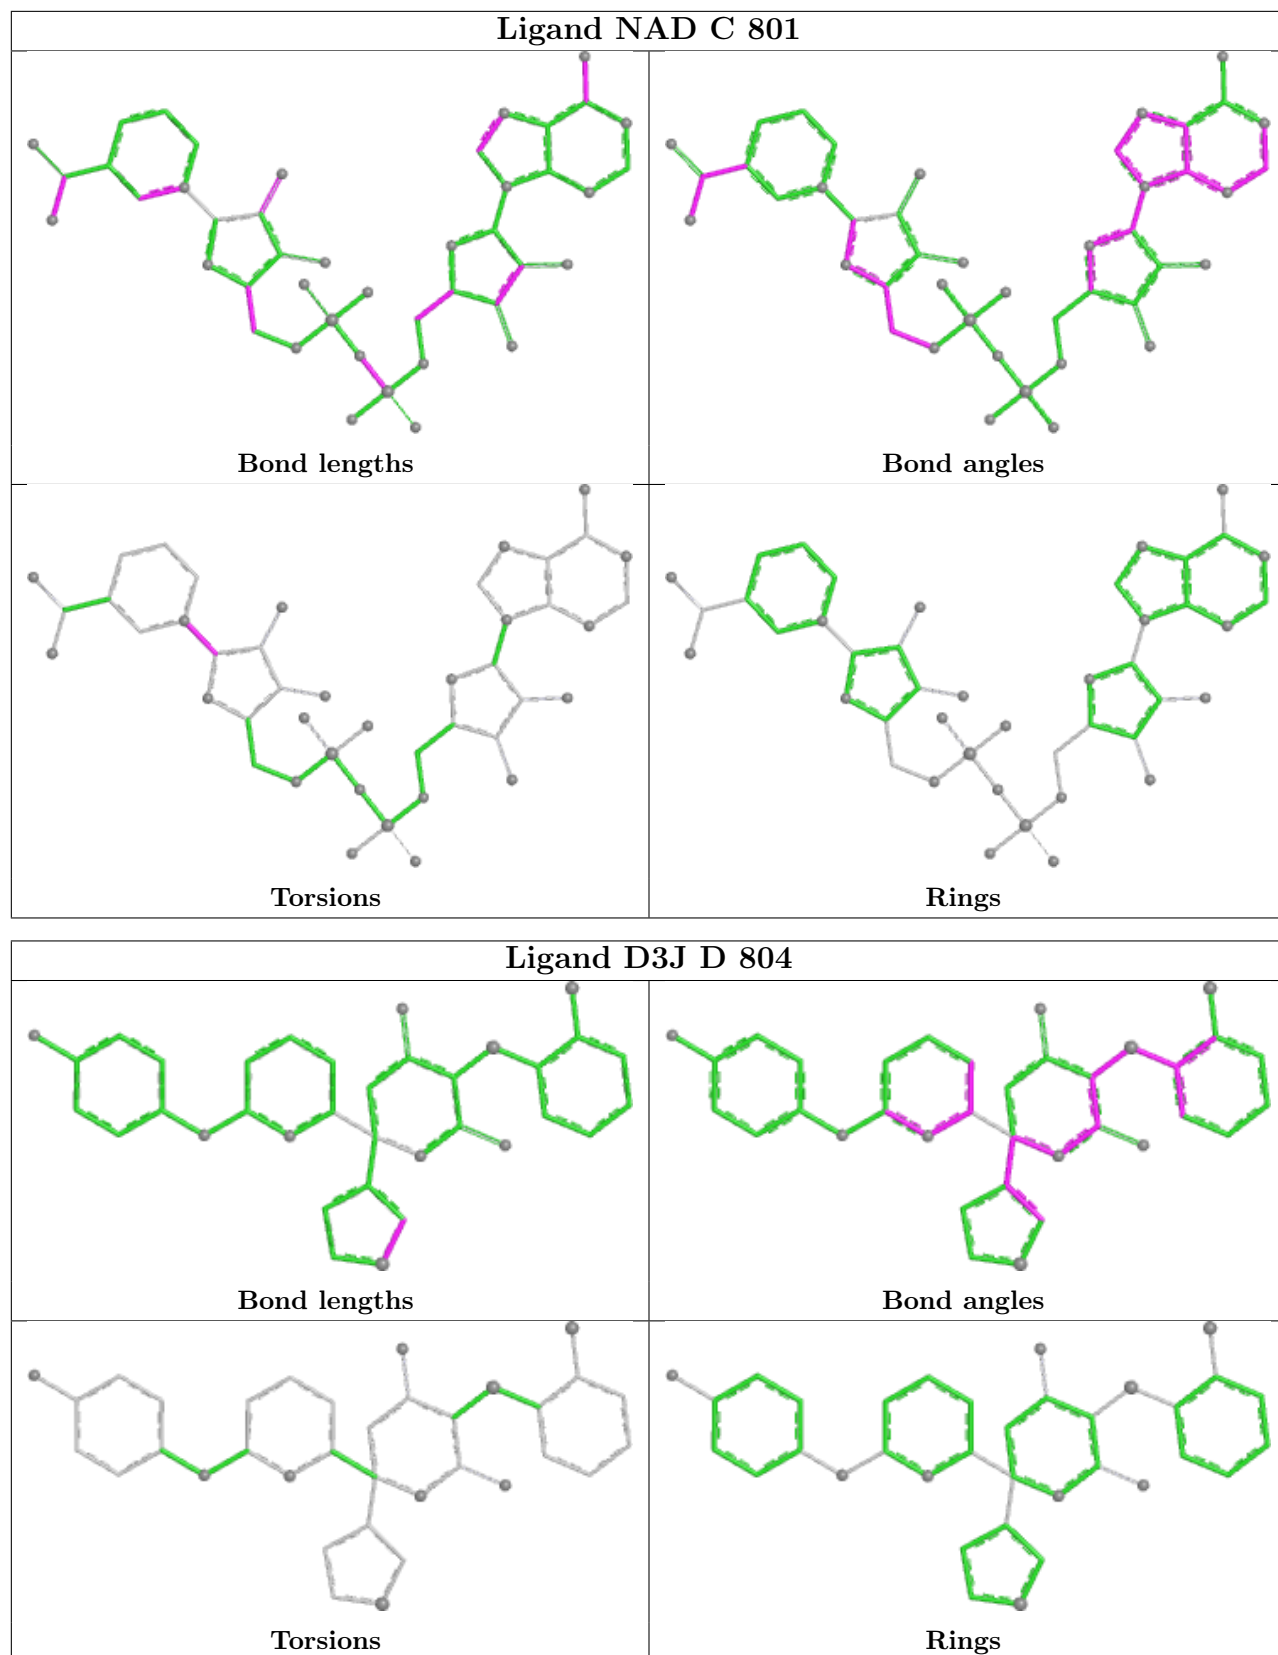 Ligand NAD C 801
Bond lengths
Bond angles
Torsions
Rings
Ligand D3J D 804
Bond lengths
Bond angles
Torsions
Rings